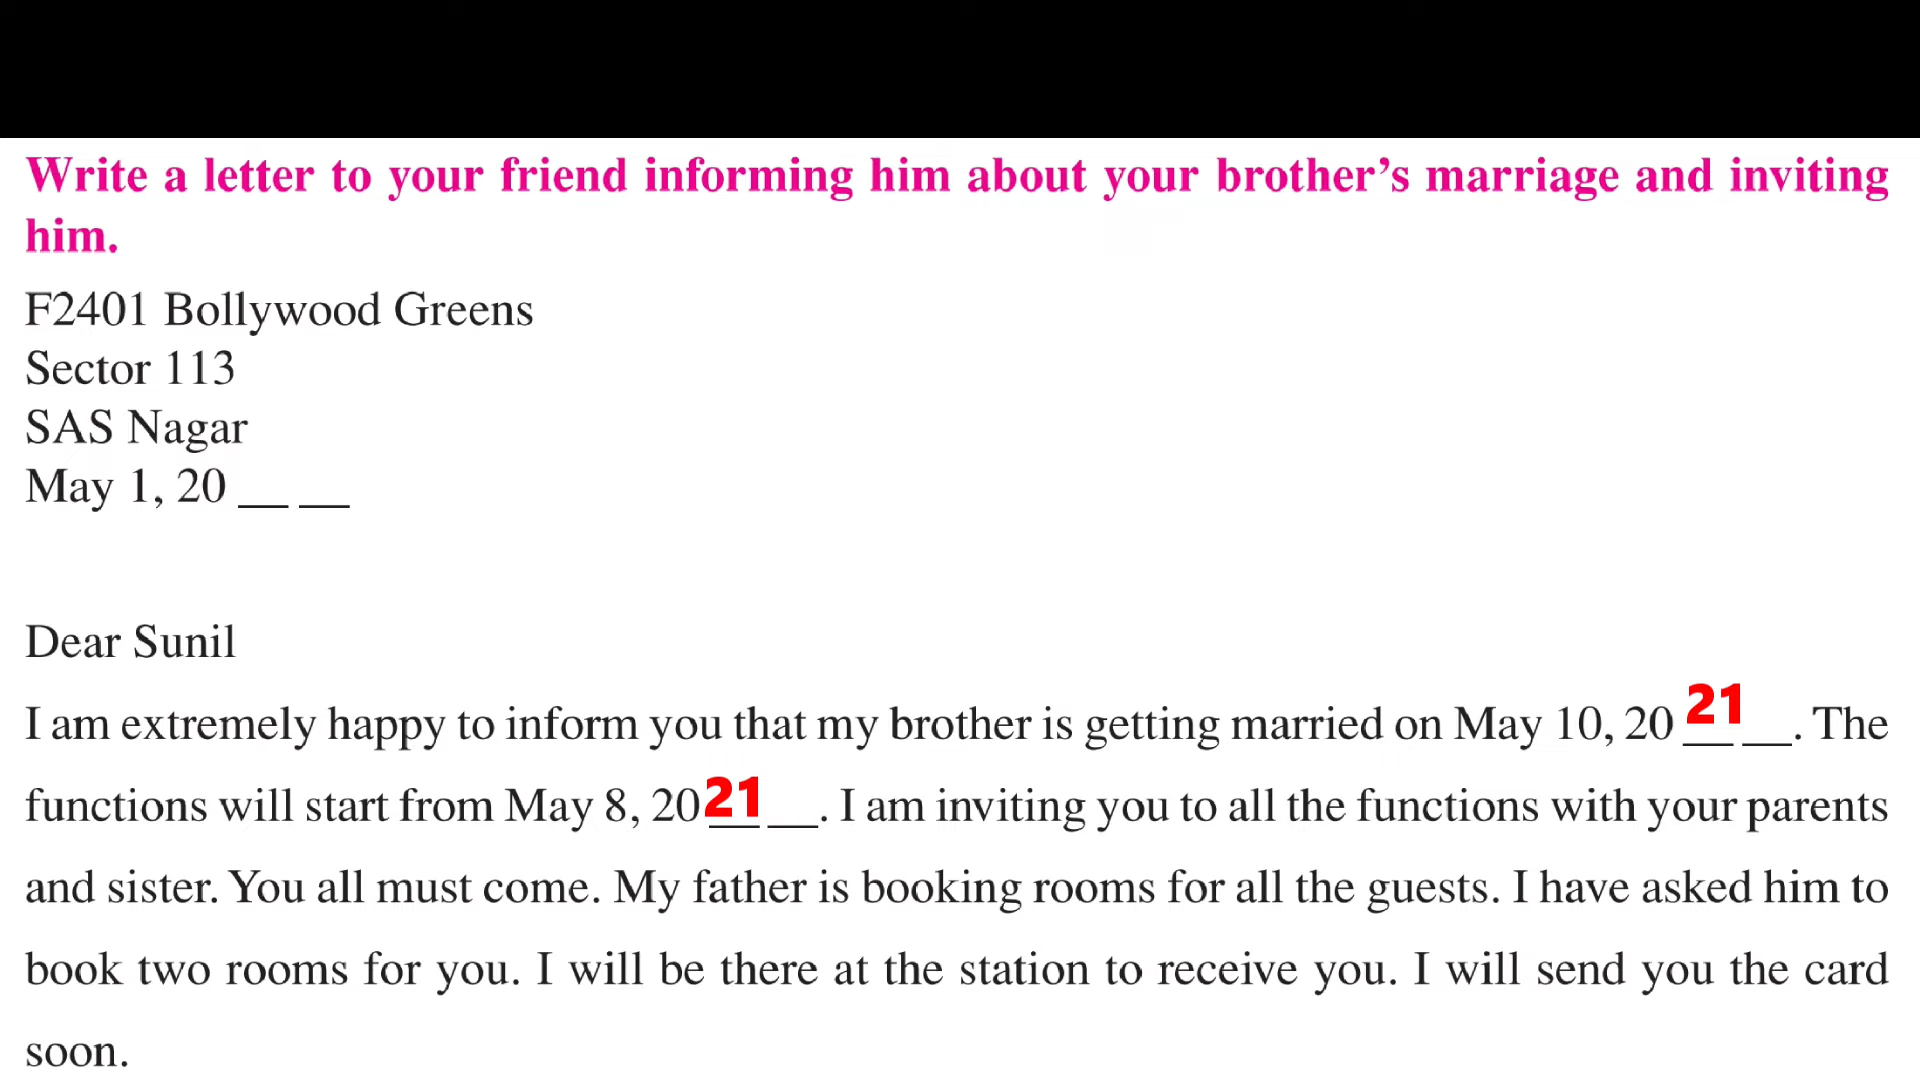 Write a letter to your friend informing him about your brother’s marriage and inviting
him.
F2401 Bollywood Greens
Sector 113
SAS Nagar
May 1, 20 __ __
Dear Sunil
I am extremely happy to inform you that my brother is getting married on May 10, 20 21 __. The
functions will start from May 8, 2021 __. I am inviting you to all the functions with your parents
and sister. You all must come. My father is booking rooms for all the guests. I have asked him to
book two rooms for you. I will be there at the station to receive you. I will send you the card
soon.